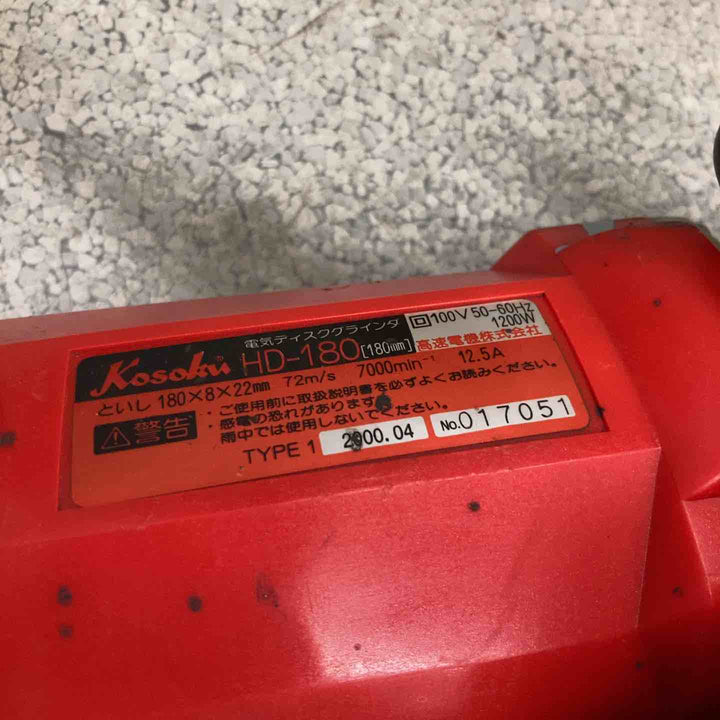 Kosoku 電気ディスクグラインダ HD-180 [180mm] 回100V 50-60Hz 1200W
高速電機株式会社
といし 180×8×22mm 72m/s 7000min⁻¹ 12.5A
⚠警告
・ご使用前に取扱説明書を必ずよくお読みください。
・感電の恐れがあります
雨中では使用しないでください。
TYPE 1 2000.04 No.017051